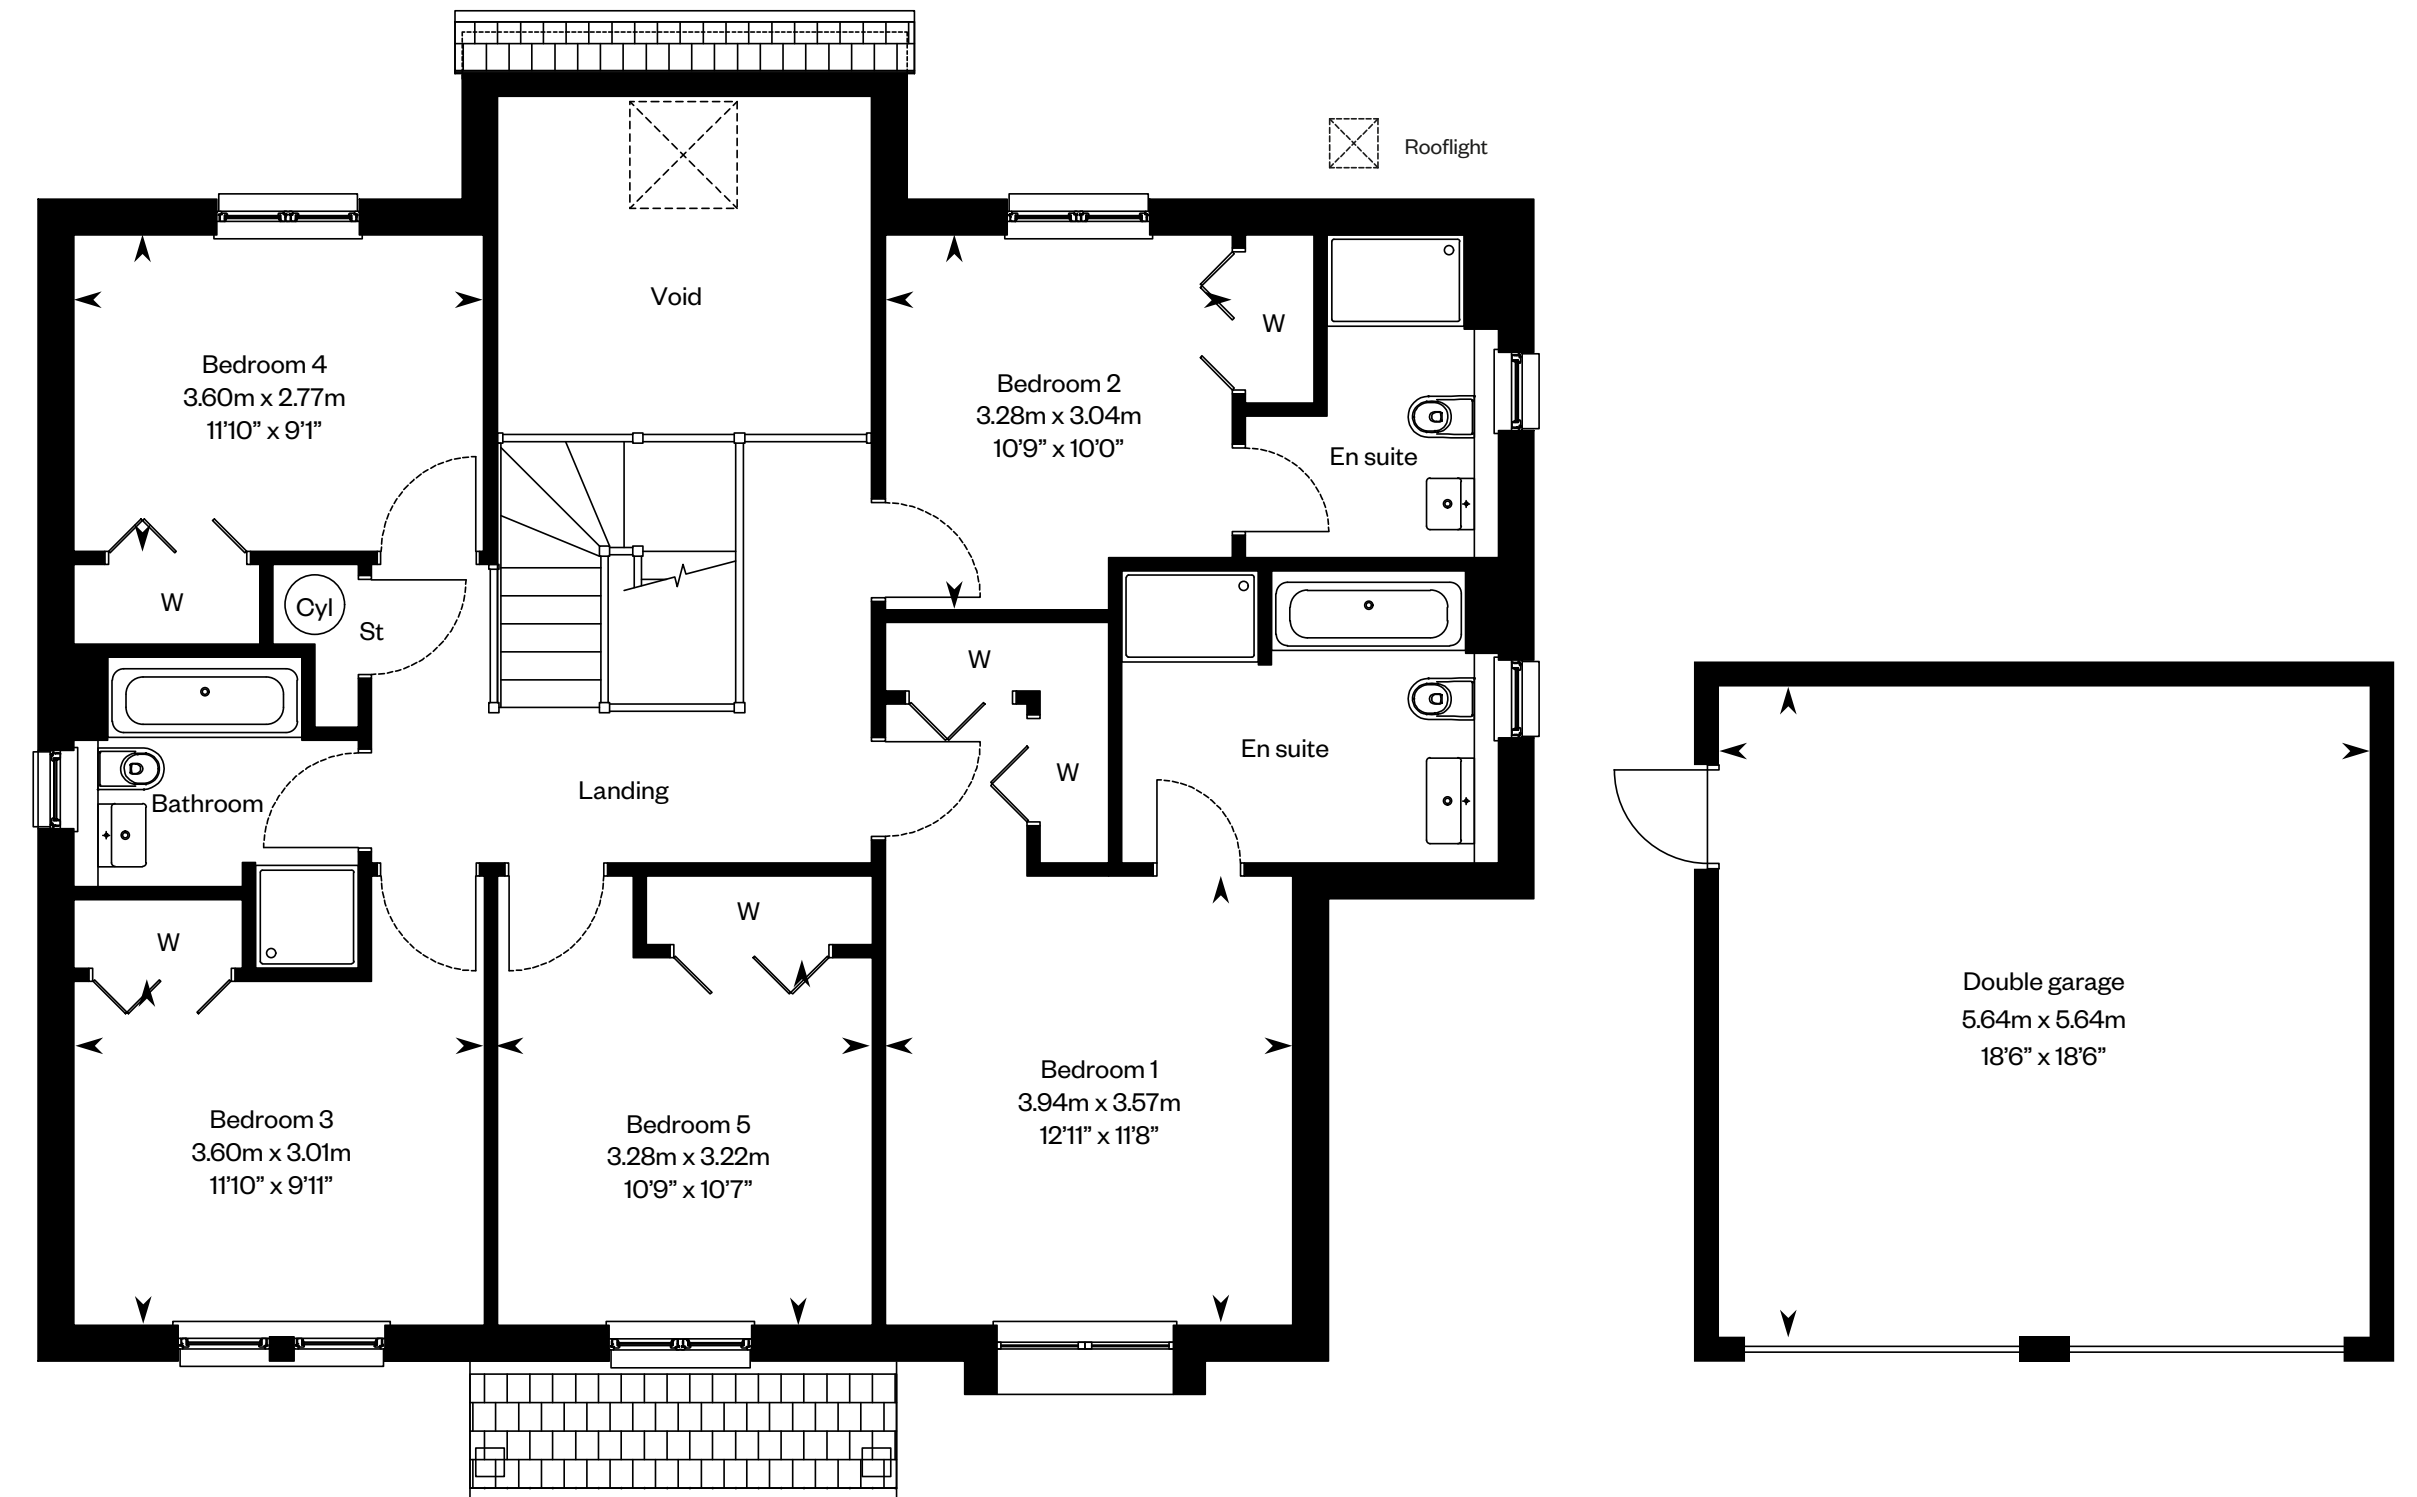 Rooflight
Void
Bedroom 4
3.60m x 2.77m
11’10” x 9’1”
W
Cyl
St
Bedroom 2
3.28m x 3.04m
10’9” x 10’0”
W
En suite
W
W
En suite
Bathroom
Landing
W
W
Bedroom 3
3.60m x 3.01m
11’10” x 9’11”
Bedroom 5
3.28m x 3.22m
10’9” x 10’7”
Bedroom 1
3.94m x 3.57m
12’11” x 11’8”
Double garage
5.64m x 5.64m
18’6” x 18’6”